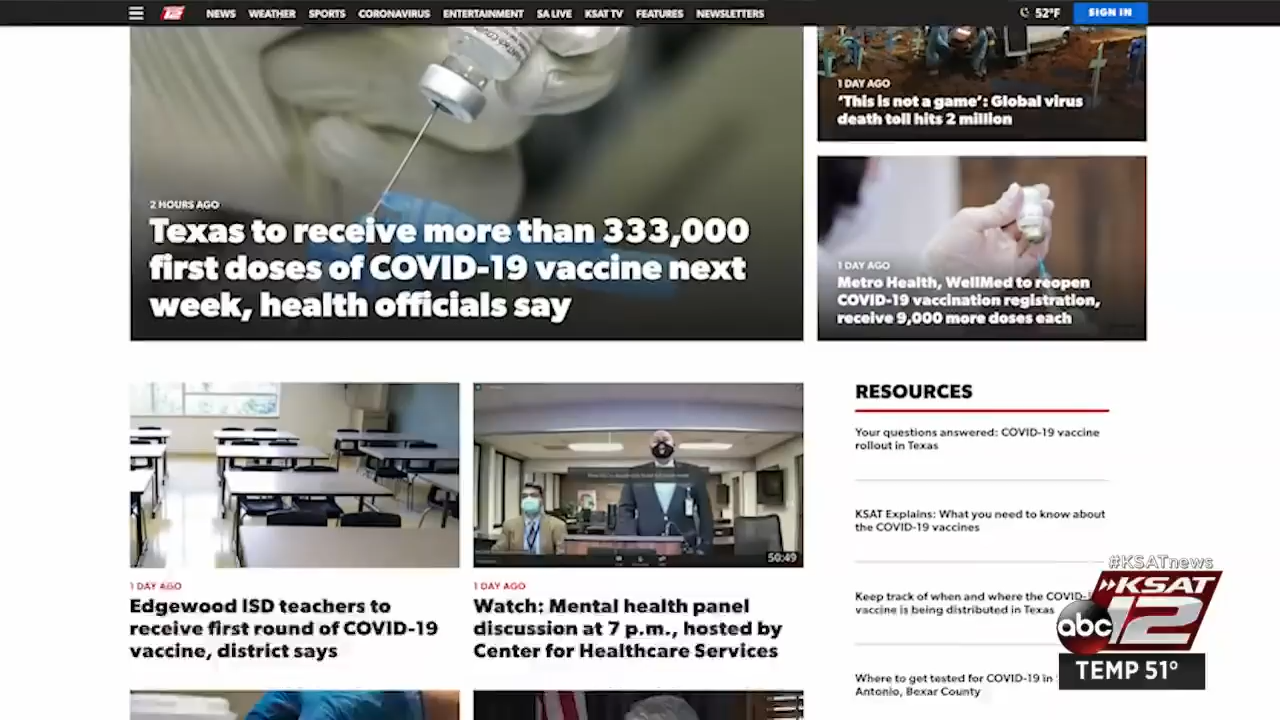 12
NEWS
WEATHER
SPORTS
CORONAVIRUS
ENTERTAINMENT
SA LIVE
KSAT TV
FEATURES
NEWSLETTERS
52°F
SIGN IN
2 HOURS AGO
Texas to receive more than 333,000
first doses of COVID-19 vaccine next
week, health officials say
1 DAY AGO
‘This is not a game’: Global virus
death toll hits 2 million
1 DAY AGO
Metro Health, WellMed to reopen
COVID-19 vaccination registration,
receive 9,000 more doses each
50:49
1 DAY AGO
Edgewood ISD teachers to
receive first round of COVID-19
vaccine, district says
1 DAY AGO
Watch: Mental health panel
discussion at 7 p.m., hosted by
Center for Healthcare Services
RESOURCES
Your questions answered: COVID-19 vaccine
rollout in Texas
KSAT Explains: What you need to know about
the COVID-19 vaccines
Keep track of when and where the COVID-
vaccine is being distributed in Texas
Where to get tested for COVID-19 in
Antonio, Bexar County
#KSATnews
KSAT
abc
12
TEMP 51°